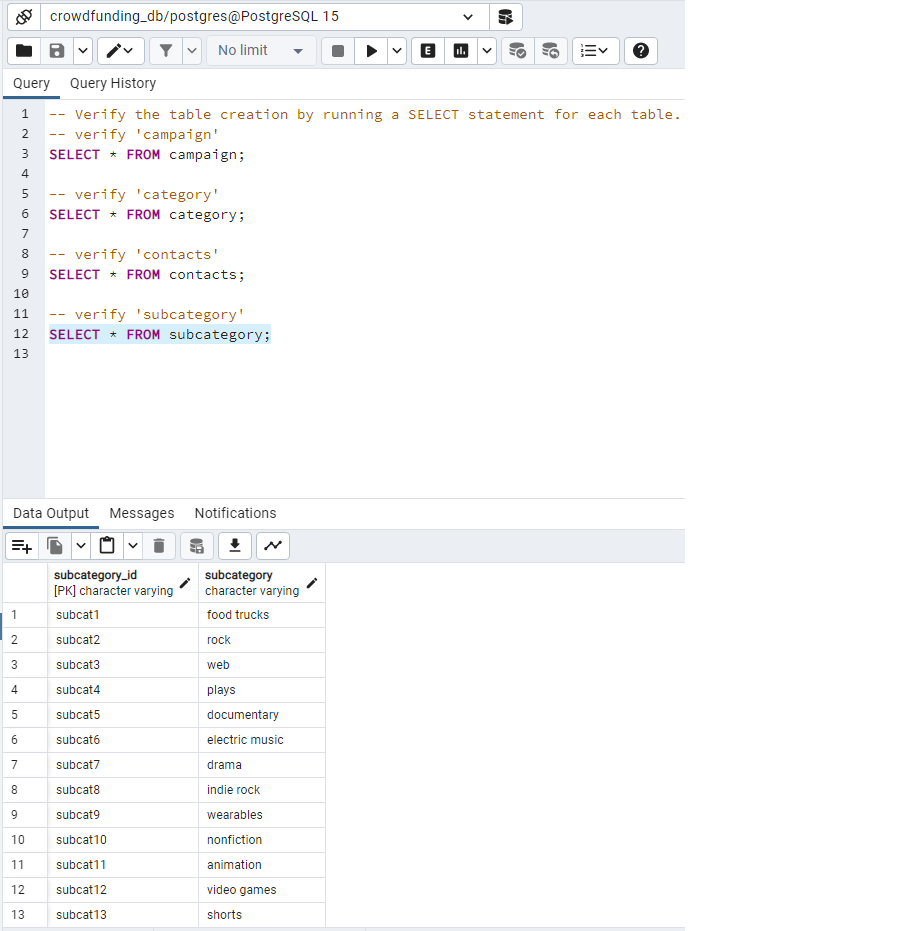 crowdfunding_db/postgres@PostgreSQL 15
No limit
E
Query Query History
1 -- Verify the table creation by running a SELECT statement for each table.
2 -- verify 'campaign'
3 SELECT * FROM campaign;
4
5 -- verify 'category'
6 SELECT * FROM category;
7
8 -- verify 'contacts'
9 SELECT * FROM contacts;
10
11 -- verify 'subcategory'
12 SELECT * FROM subcategory;
13
Data Output Messages Notifications
subcategory_id subcategory
[PK] character varying character varying
1 subcat1 food trucks
2 subcat2 rock
3 subcat3 web
4 subcat4 plays
5 subcat5 documentary
6 subcat6 electric music
7 subcat7 drama
8 subcat8 indie rock
9 subcat9 wearables
10 subcat10 nonfiction
11 subcat11 animation
12 subcat12 video games
13 subcat13 shorts